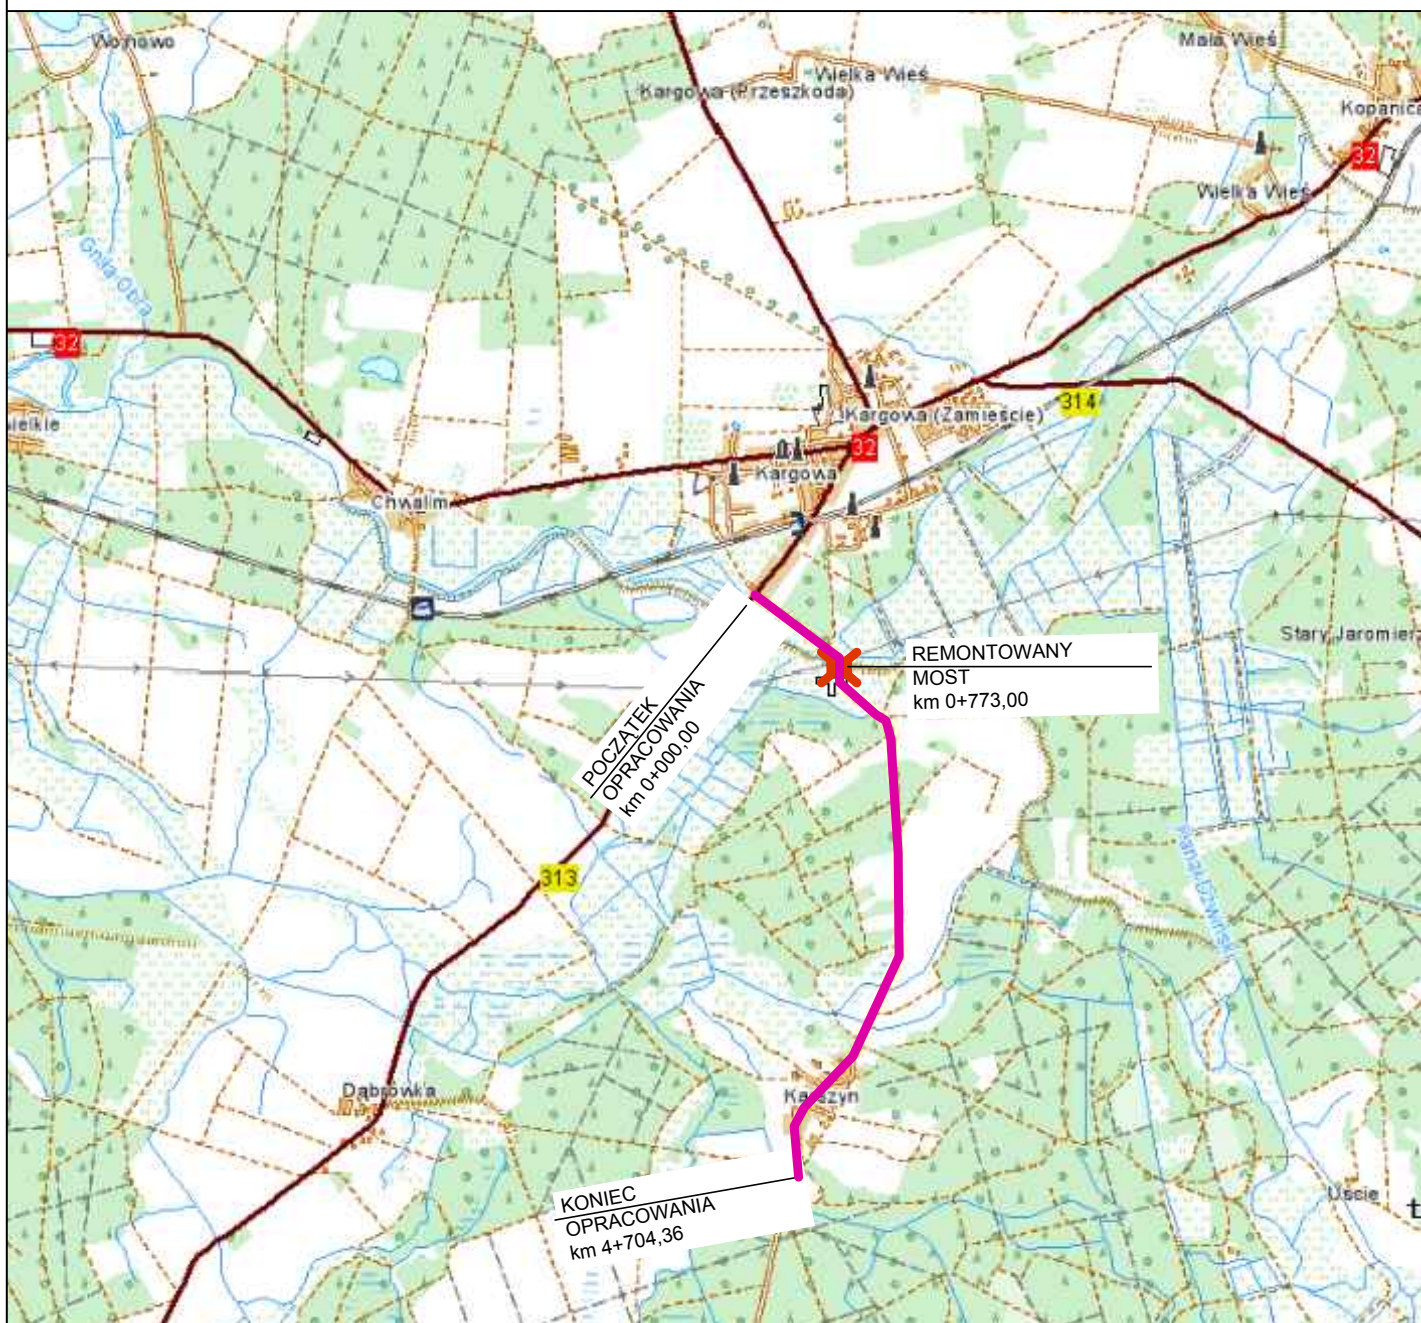 Wojnowo
Mała Wieś
Wielka Wieś
Kargowa (Przeszkoda)
Kopanica
32
Wielka Wieś
Gniła Obra
32
314
Kargowa (Zamieście)
32
ielkie
Kargowa
Chwalim
Stary Jaromier
REMONTOWANY
MOST
km 0+773,00
POCZĄTEK
OPRACOWANIA
km 0+000,00
313
Dąbrówka
KONIEC
OPRACOWANIA
km 4+704,36
Uście
t